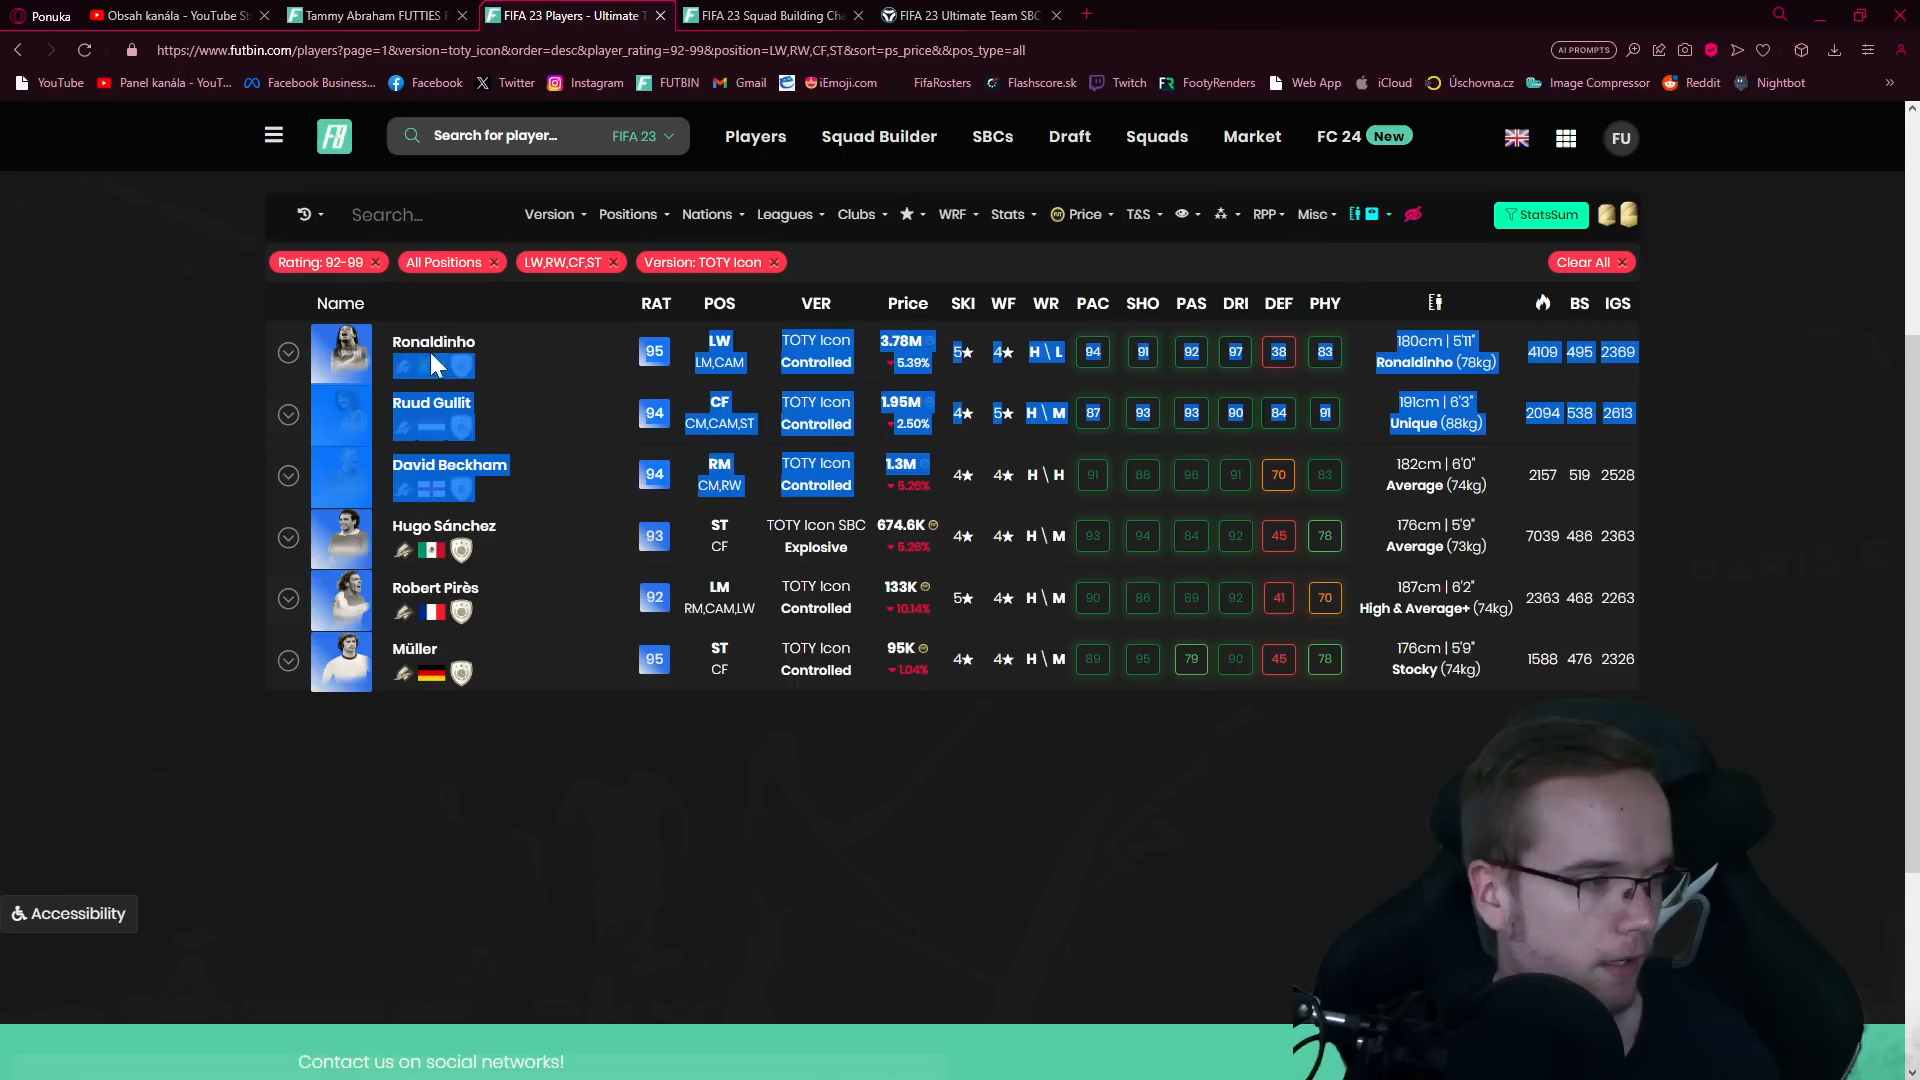 Ponuka
Obsah kanála - YouTube St
Tammy Abraham FUTTIES F
FIFA 23 Players - Ultimate T
FIFA 23 Squad Building Cha
FIFA 23 Ultimate Team SBC
https://www.futbin.com/players?page=1&version=toty_icon&order=desc&player_rating=92-99&position=LW,RW,CF,ST&sort=ps_price&&pos_type=all
AI PROMPTS
YouTube
Panel kanála - YouT...
Facebook Business...
Facebook
Twitter
Instagram
FUTBIN
Gmail
iEmoji.com
FifaRosters
Flashscore.sk
Twitch
FootyRenders
Web App
iCloud
Úschovna.cz
Image Compressor
Reddit
Nightbot
Search for player...
FIFA 23
Players
Squad Builder
SBCs
Draft
Squads
Market
FC 24 New
FU
Search...
Version
Positions
Nations
Leagues
Clubs
WRF
Stats
Price
T&S
RPP
Misc
StatsSum
Rating: 92-99
All Positions
LW,RW,CF,ST
Version: TOTY Icon
Clear All
Name RAT POS VER Price SKI WF WR PAC SHO PAS DRI DEF PHY BS IGS
Ronaldinho 95 LW TOTY Icon 3.78M 5★ 4★ H \ L 94 91 92 97 38 83 180cm | 5'11" 4109 495 2369
LM,CAM Controlled 5.39% Ronaldinho (78kg)
Ruud Gullit 94 CF TOTY Icon 1.95M 4★ 5★ H \ M 87 93 93 90 84 91 191cm | 6'3" 2094 538 2613
CM,CAM,ST Controlled 2.50% Unique (88kg)
David Beckham 94 RM TOTY Icon 1.3M 4★ 4★ H \ H 91 88 96 91 70 83 182cm | 6'0" 2157 519 2528
CM,RW Controlled 5.26% Average (74kg)
Hugo Sánchez 93 ST TOTY Icon SBC 674.6K 4★ 4★ H \ M 93 94 84 92 45 78 176cm | 5'9" 7039 486 2363
CF Explosive 5.26% Average (73kg)
Robert Pirès 92 LM TOTY Icon 133K 5★ 4★ H \ M 90 86 89 92 41 70 187cm | 6'2" 2363 468 2263
RM,CAM,LW Controlled 10.14% High & Average+ (74kg)
Müller 95 ST TOTY Icon 95K 4★ 4★ H \ M 89 95 79 90 45 78 176cm | 5'9" 1588 476 2326
CF Controlled 1.04% Stocky (74kg)
Accessibility
Contact us on social networks!